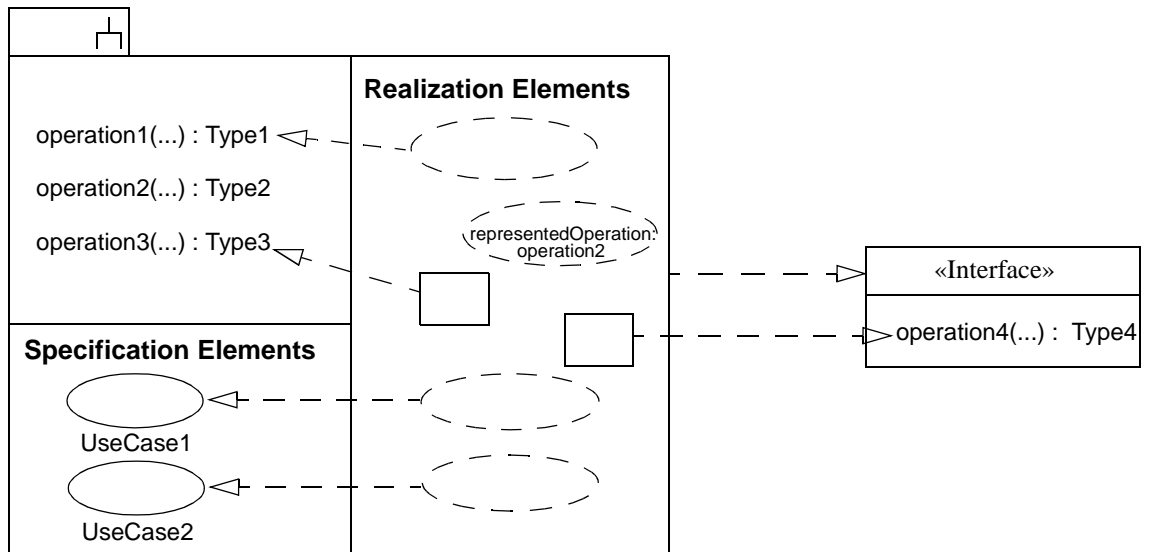 Realization Elements
operation1(...) : Type1
operation2(...) : Type2
operation3(...) : Type3
representedOperation:
operation2
«Interface»
operation4(...) :  Type4
Specification Elements
UseCase1
UseCase2